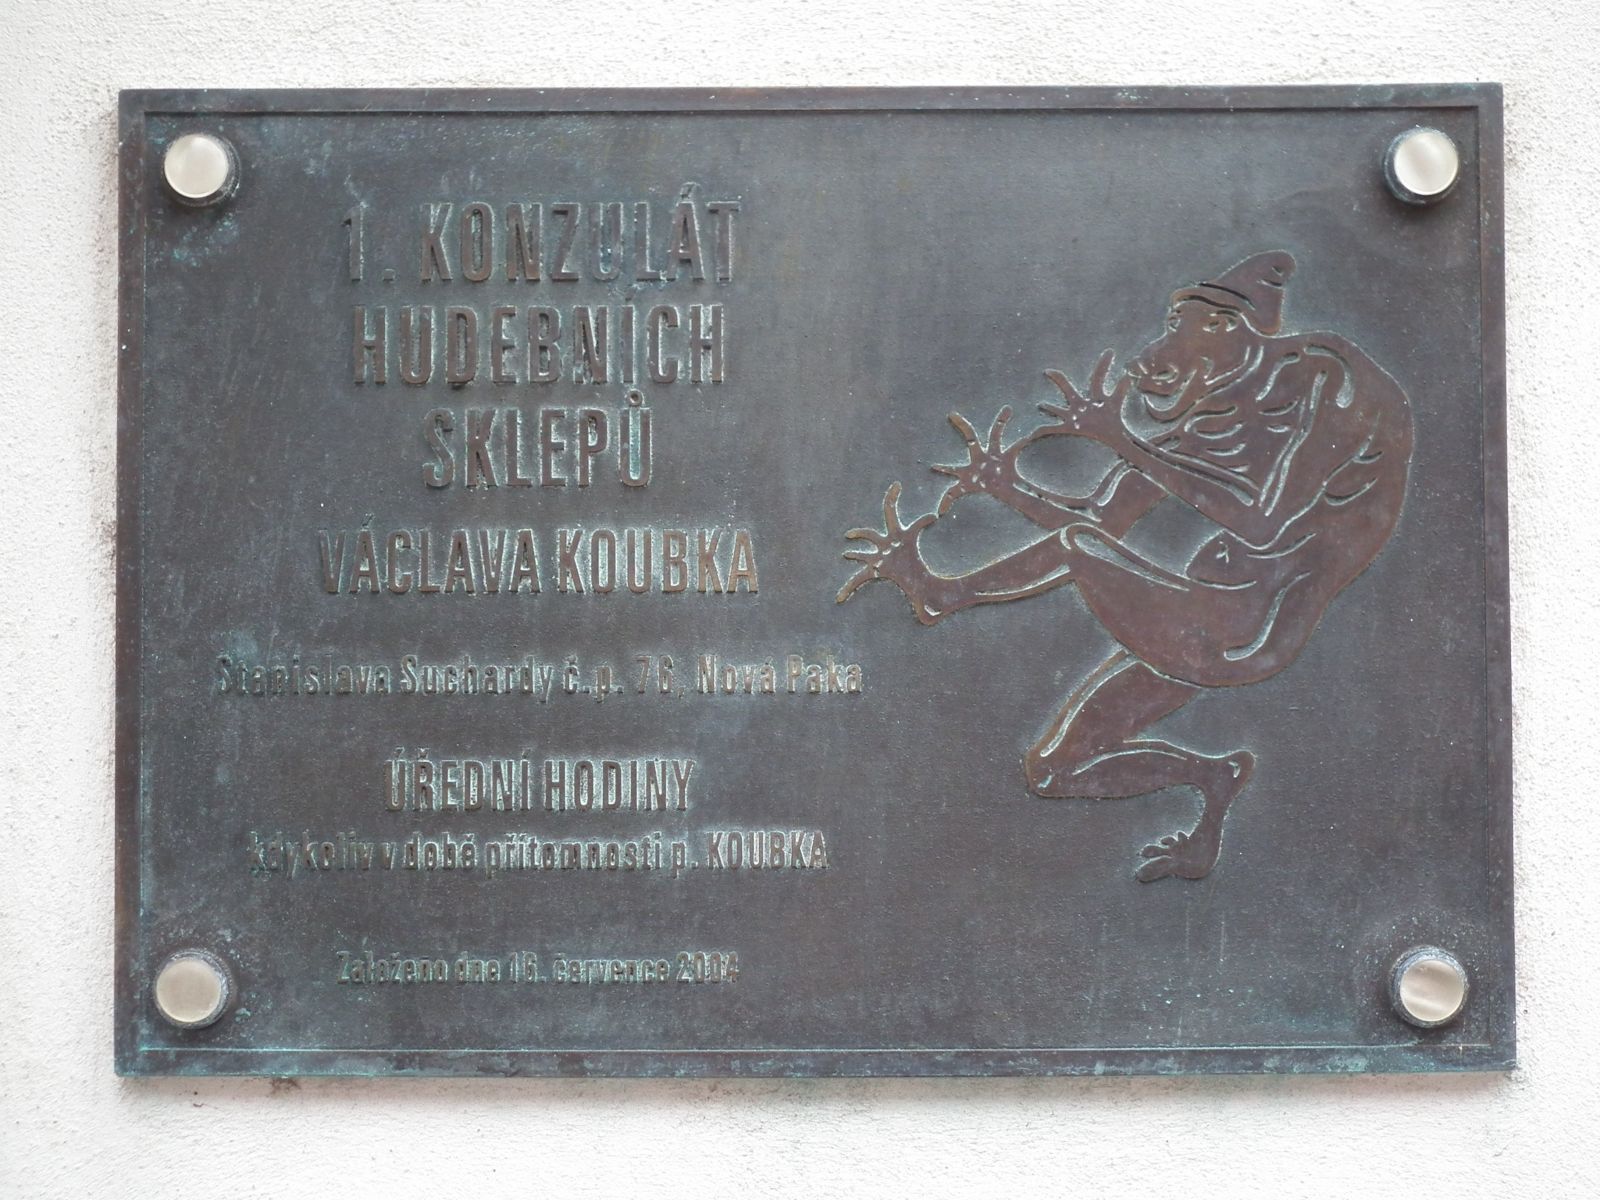 1. KONZULÁT
HUDEBNÍCH
SKLEPŮ
VÁCLAVA KOUBKA
Stanislava Suchardy č.p. 76, Nová Paka
ÚŘEDNÍ HODINY
kdykoliv v době přítomnosti p. KOUBKA
Založeno dne 16. července 2004